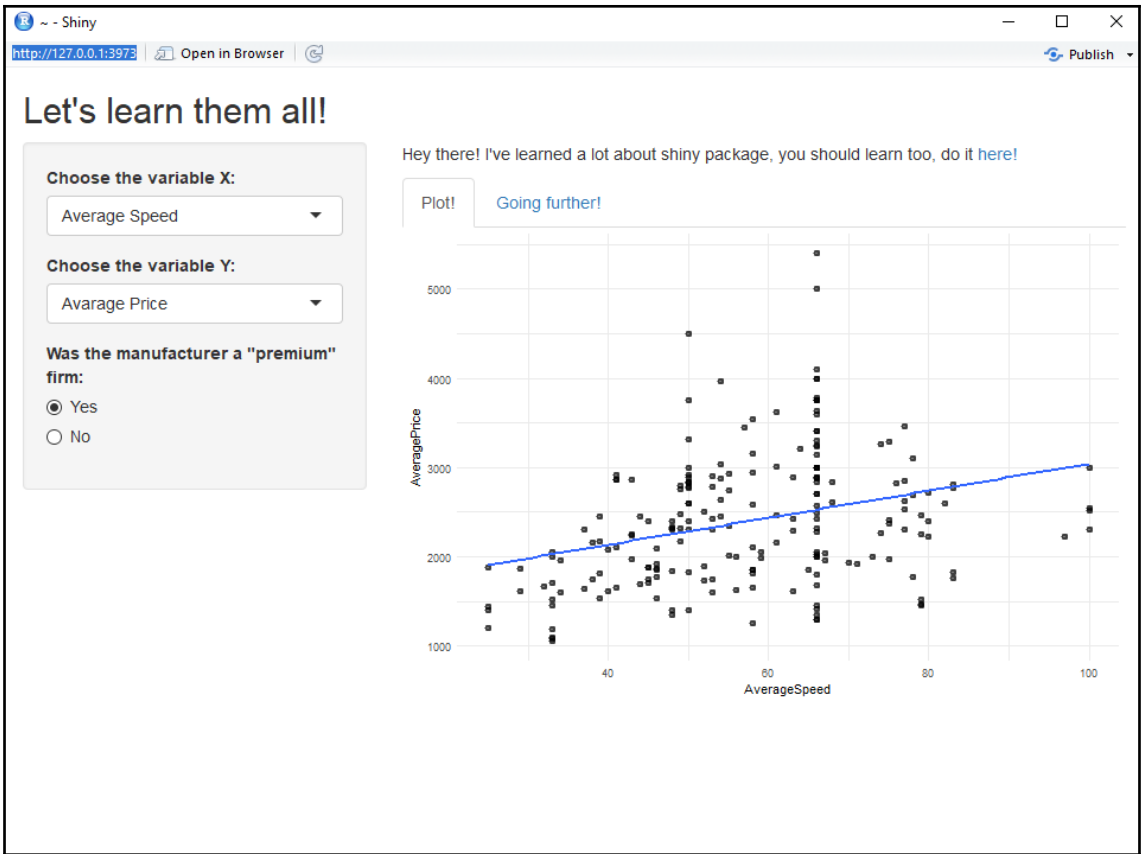 ~ - Shiny
http://127.0.0.1:3973
Open in Browser
Publish
Let's learn them all!
Choose the variable X:
Average Speed
Choose the variable Y:
Avarage Price
Was the manufacturer a "premium"
firm:
Yes
No
Hey there! I've learned a lot about shiny package, you should learn too, do it here!
Plot!
Going further!
AveragePrice
5000
4000
3000
2000
1000
40
60
80
100
AverageSpeed